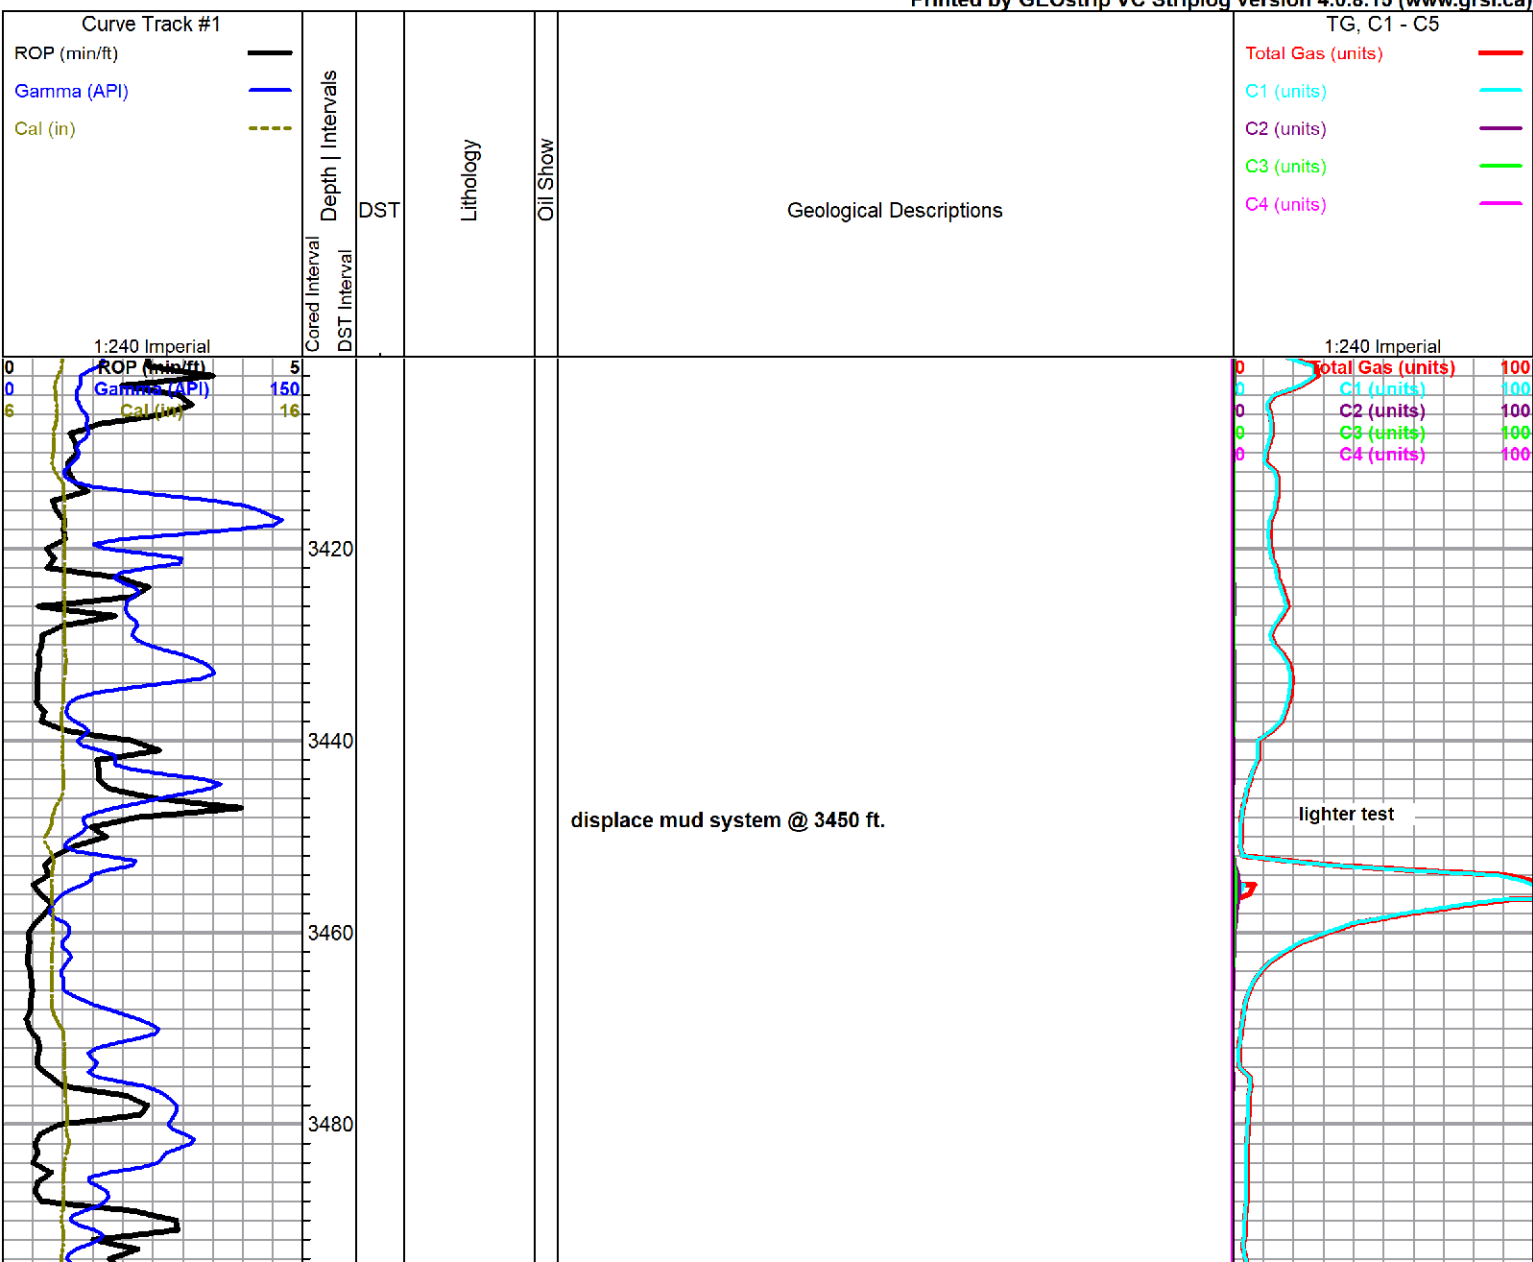 Printed by GEOstrip VC Striplog version 4.0.8.15 (www.grsi.ca)
Curve Track #1
ROP (min/ft)
Gamma (API)
Cal (in)
1:240 Imperial
Depth | Intervals
Cored Interval
DST Interval
DST
Lithology
Oil Show
Geological Descriptions
TG, C1 - C5
Total Gas (units)
C1 (units)
C2 (units)
C3 (units)
C4 (units)
1:240 Imperial
0 ROP (min/ft) 5
0 Gamma (API) 150
6 Cal (in) 16
0 Total Gas (units) 100
0 C1 (units) 100
0 C2 (units) 100
0 C3 (units) 100
0 C4 (units) 100
3420
3440
displace mud system @ 3450 ft.
lighter test
3460
3480